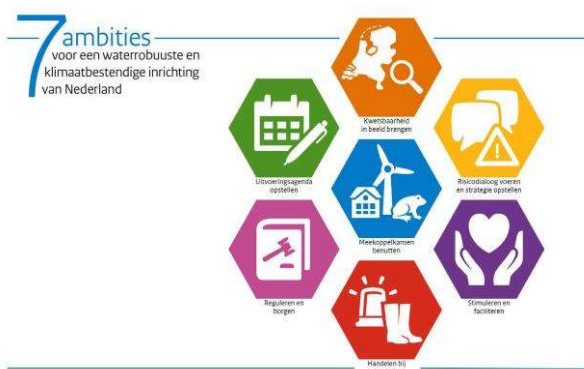 7 ambities
voor een waterrobuuste en
klimaatbestendige inrichting
van Nederland
Kwetsbaarheid
in beeld brengen
Uitvoeringsagenda
opstellen
Risicodialoog voeren
en strategie opstellen
Meekoppelkansen
benutten
Reguleren en
borgen
Stimuleren en
faciliteren
Handelen bij